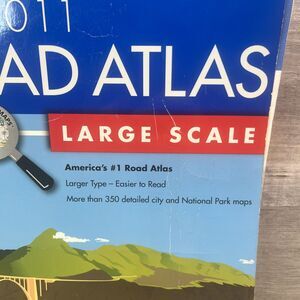 011
AD ATLAS
LARGE SCALE
MAPS
America's #1 Road Atlas
Larger Type – Easier to Read
More than 350 detailed city and National Park maps